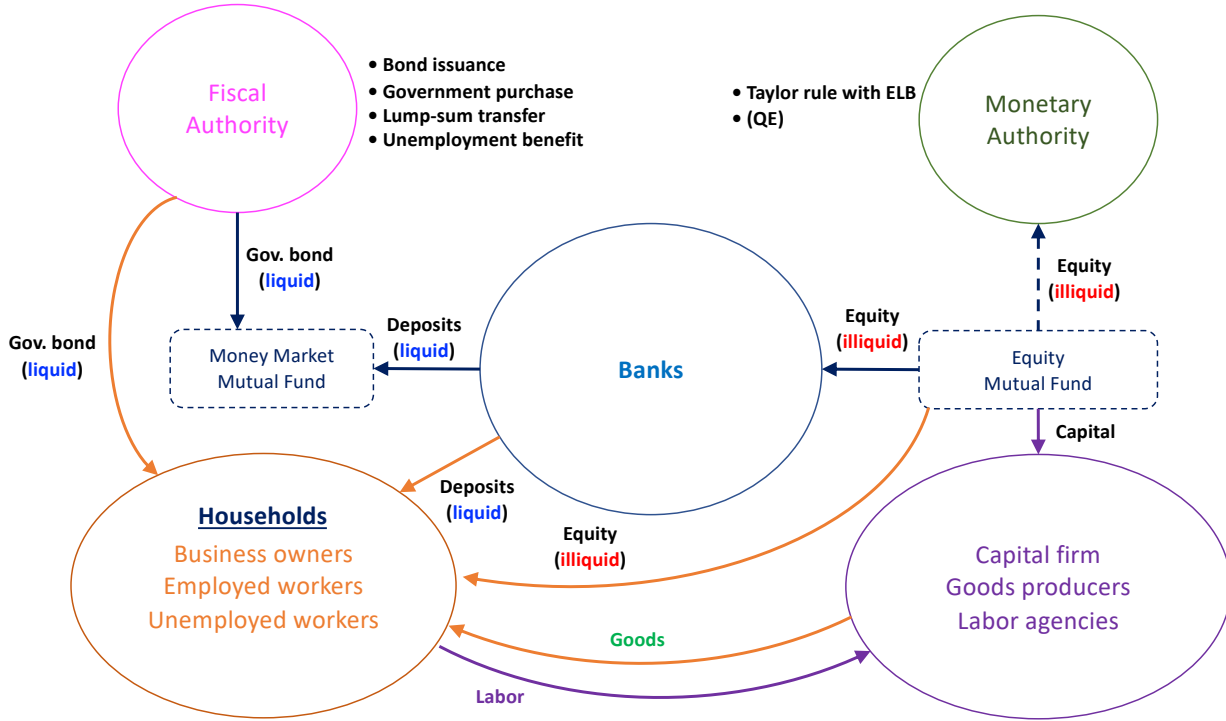 Fiscal
Authority
• Bond issuance
• Government purchase
• Lump-sum transfer
• Unemployment benefit
• Taylor rule with ELB
• (QE)
Monetary
Authority
Gov. bond
(liquid)
Equity
(illiquid)
Gov. bond
(liquid)
Money Market
Mutual Fund
Deposits
(liquid)
Banks
Equity
(illiquid)
Equity
Mutual Fund
Capital
Deposits
(liquid)
Households
Business owners
Employed workers
Unemployed workers
Equity
(illiquid)
Capital firm
Goods producers
Labor agencies
Goods
Labor